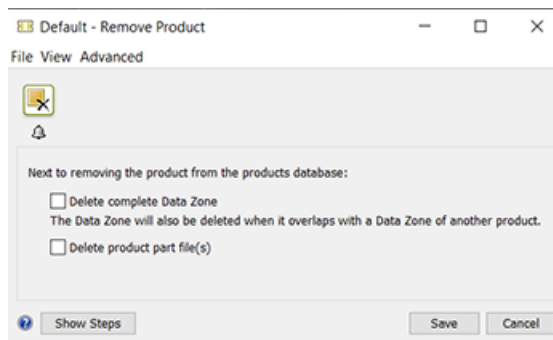 Default - Remove Product
File View Advanced
Next to removing the product from the products database:
Delete complete Data Zone
The Data Zone will also be deleted when it overlaps with a Data Zone of another product.
Delete product part file(s)
Show Steps Save Cancel